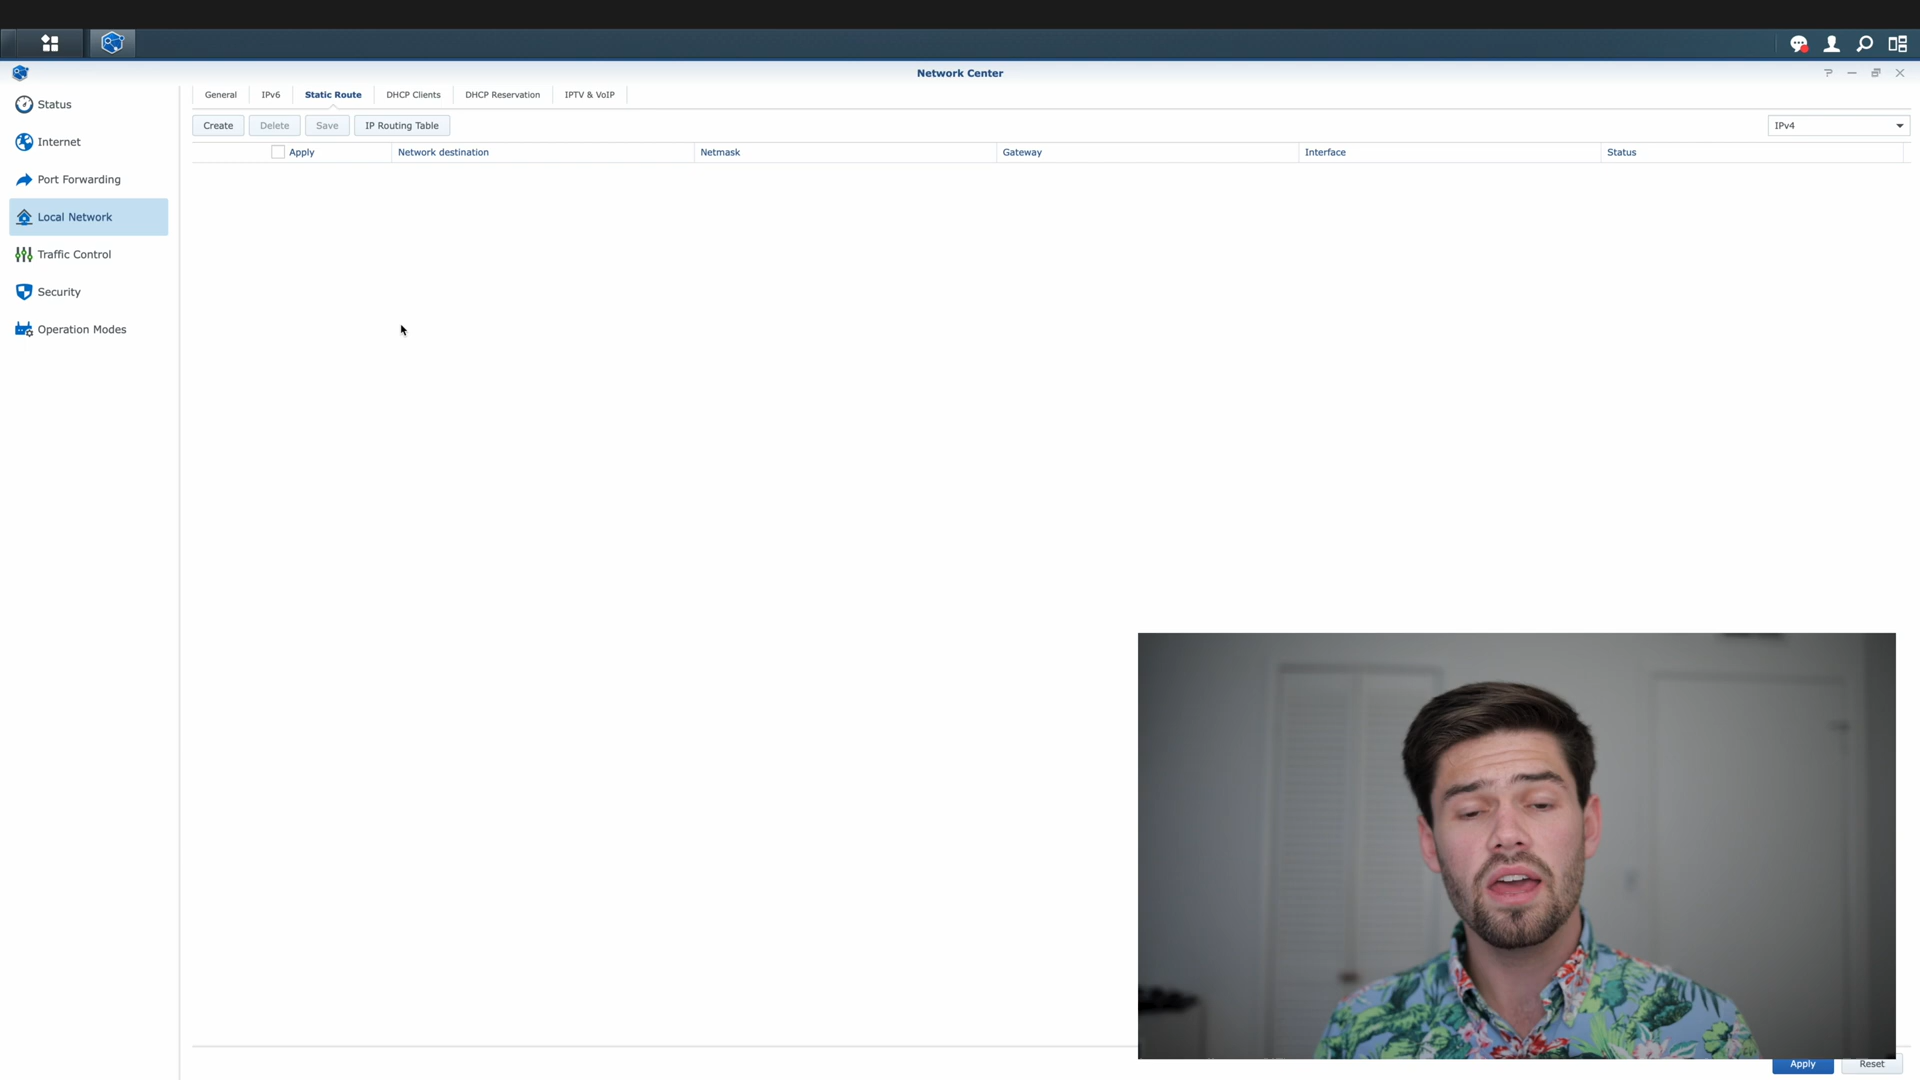 Network Center
Status
Internet
Port Forwarding
Local Network
Traffic Control
Security
Operation Modes
General IPv6 Static Route DHCP Clients DHCP Reservation IPTV & VoIP
Create Delete Save IP Routing Table IPv4
Apply Network destination Netmask Gateway Interface Status
Apply Reset